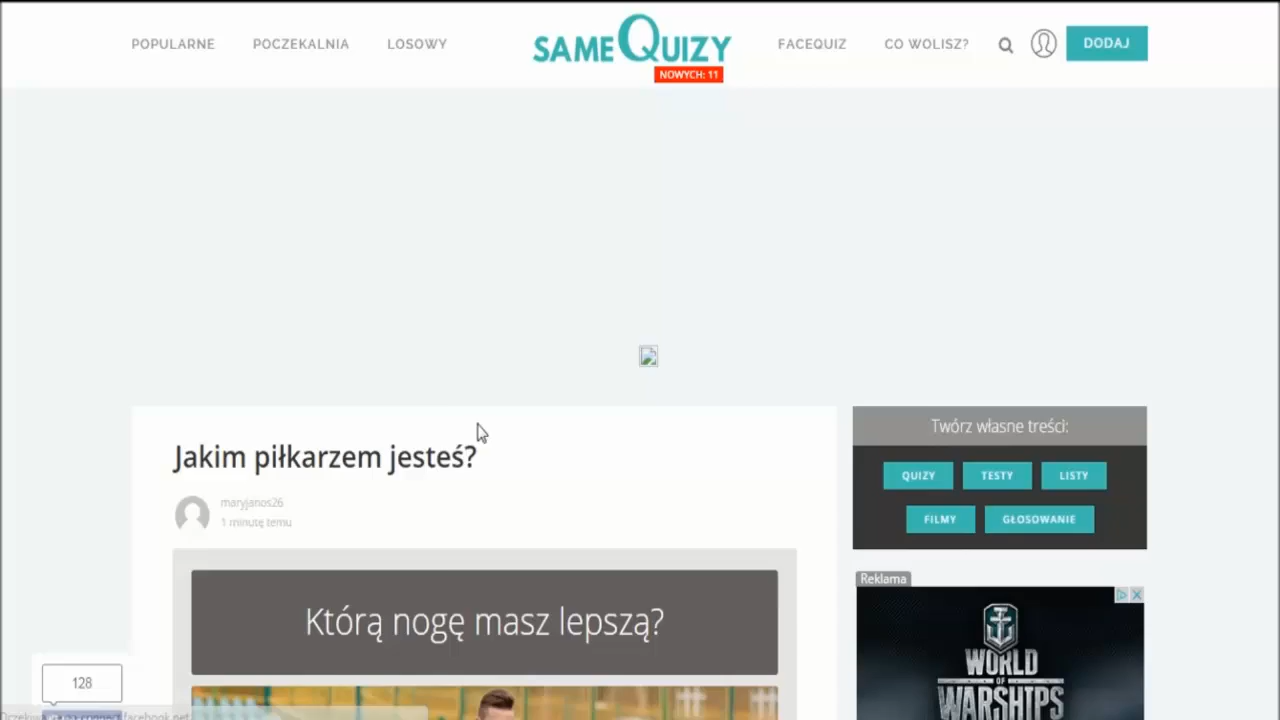 POPULARNE
POCZEKALNIA
LOSOWY
SAMEQUIZY
NOWYCH: 11
FACEQUIZ
CO WOLISZ?
DODAJ
Jakim piłkarzem jesteś?
maryjanos26
1 minutę temu
Którą nogę masz lepszą?
Twórz własne treści:
QUIZY
TESTY
LISTY
FILMY
GŁOSOWANIE
Reklama
WORLD
OF
WARSHIPS
128